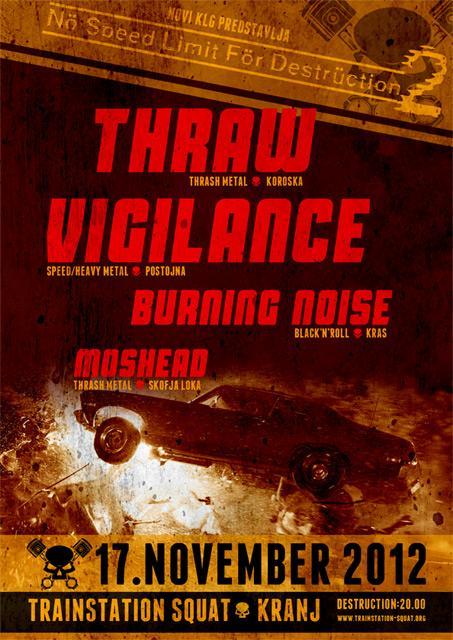 NOVI KLG PREDSTAVLJA
Nö Speed Limit För Destrüction 2
THRAW
THRASH METAL KOROSKA
VIGILANCE
SPEED/HEAVY METAL POSTOJNA
BURNING NOISE
BLACK'N'ROLL KRAS
MOSHEAD
THRASH METAL SKOFJA LOKA
17.NOVEMBER 2012
TRAINSTATION SQUAT KRANJ
DESTRUCTION:20.00
WWW.TRAINSTATION-SQUAT.ORG